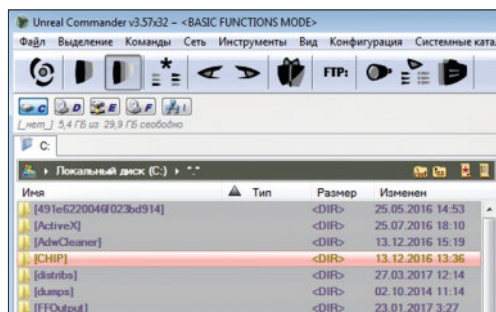 Unreal Commander v3.57x32 – <BASIC FUNCTIONS MODE>
Файл Выделение Команды Сеть Инструменты Вид Конфигурация Системные ката
FTP:
C D E F I
[_нет_] 5,4 ГБ из 29,9 ГБ свободно
C:
Локальный диск (C:) *.*
Имя Тип Размер Изменен
<DIR> 25.05.2016 14:53
[ActiveX] <DIR> 25.07.2016 18:10
[AdwCleaner] <DIR> 13.12.2016 15:19
[CHIP] <DIR> 13.12.2016 13:36
[distribs] <DIR> 27.03.2017 12:14
[dumps] <DIR> 02.10.2014 11:14
[FFOutput] <DIR> 23.01.2017 3:27